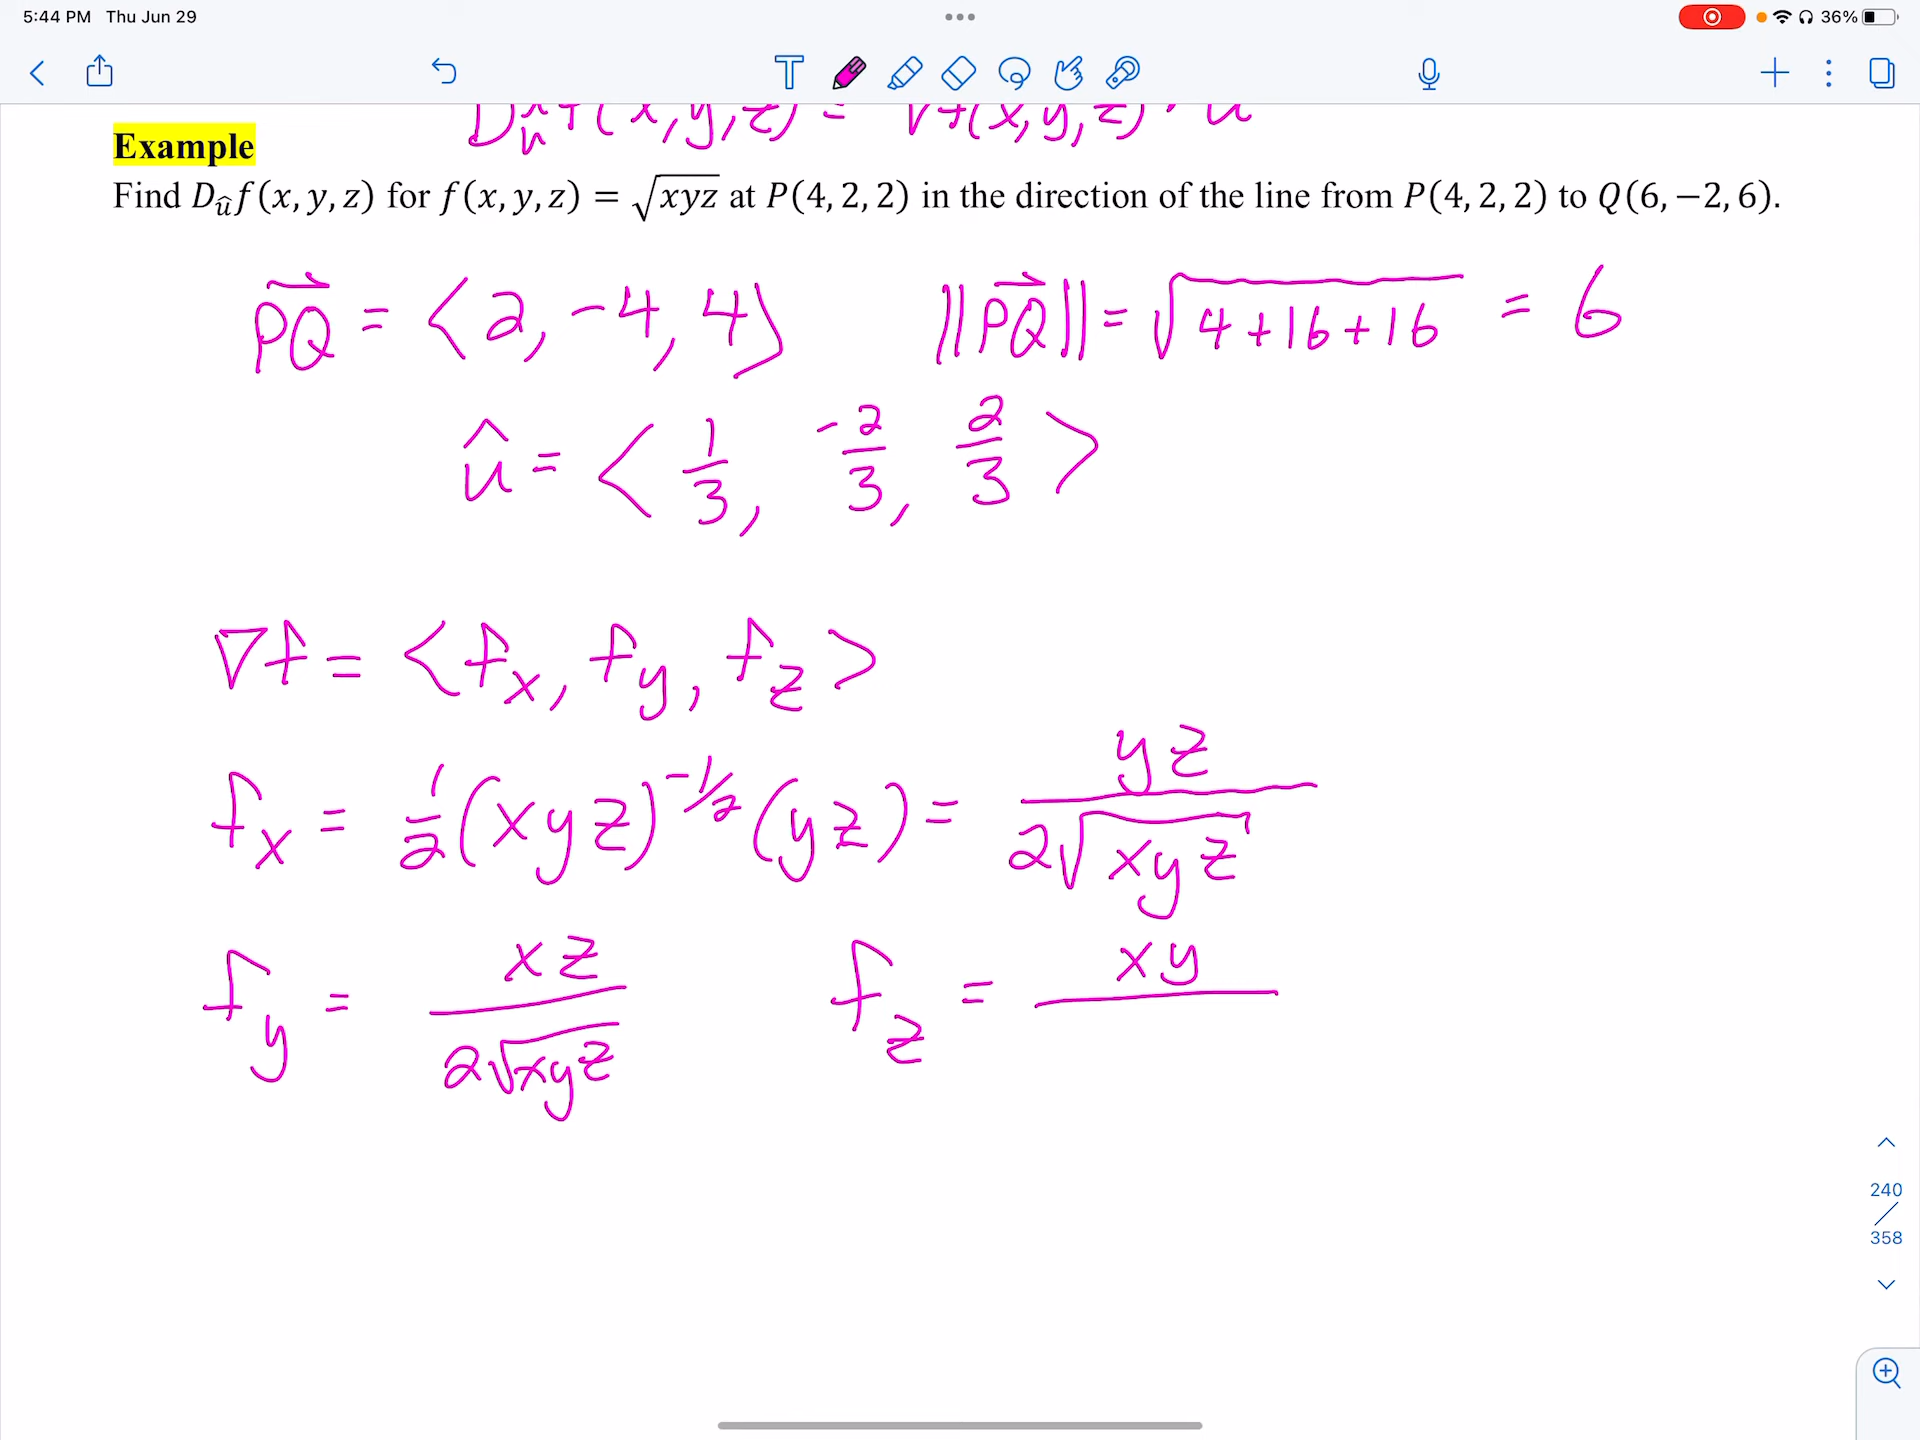 5:44 PM Thu Jun 29
36%
D_û f(x,y,z) = ∇f(x,y,z) · u
Example
Find D_û f(x, y, z) for f(x, y, z) = √xyz at P(4, 2, 2) in the direction of the line from P(4, 2, 2) to Q(6, −2, 6).
PQ⃗ = ⟨2, -4, 4⟩ ||PQ⃗|| = √(4+16+16) = 6
û = ⟨1/3, -2/3, 2/3⟩
∇f = ⟨f_x, f_y, f_z⟩
f_x = 1/2 (xyz)^(-1/2) (yz) = yz / 2√xyz
f_y = xz / 2√xyz f_z = xy /
240
/
358